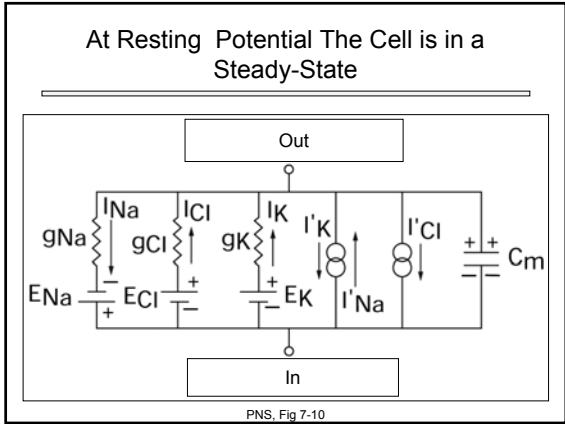 At Resting Potential The Cell is in a
Steady-State
Out
INa
ICl
IK
I'K
I'Cl
gNa
gCl
gK
+ +
Cm
− −
− + +
ENa
ECl
EK
I'Na
+ − −
In
PNS, Fig 7-10